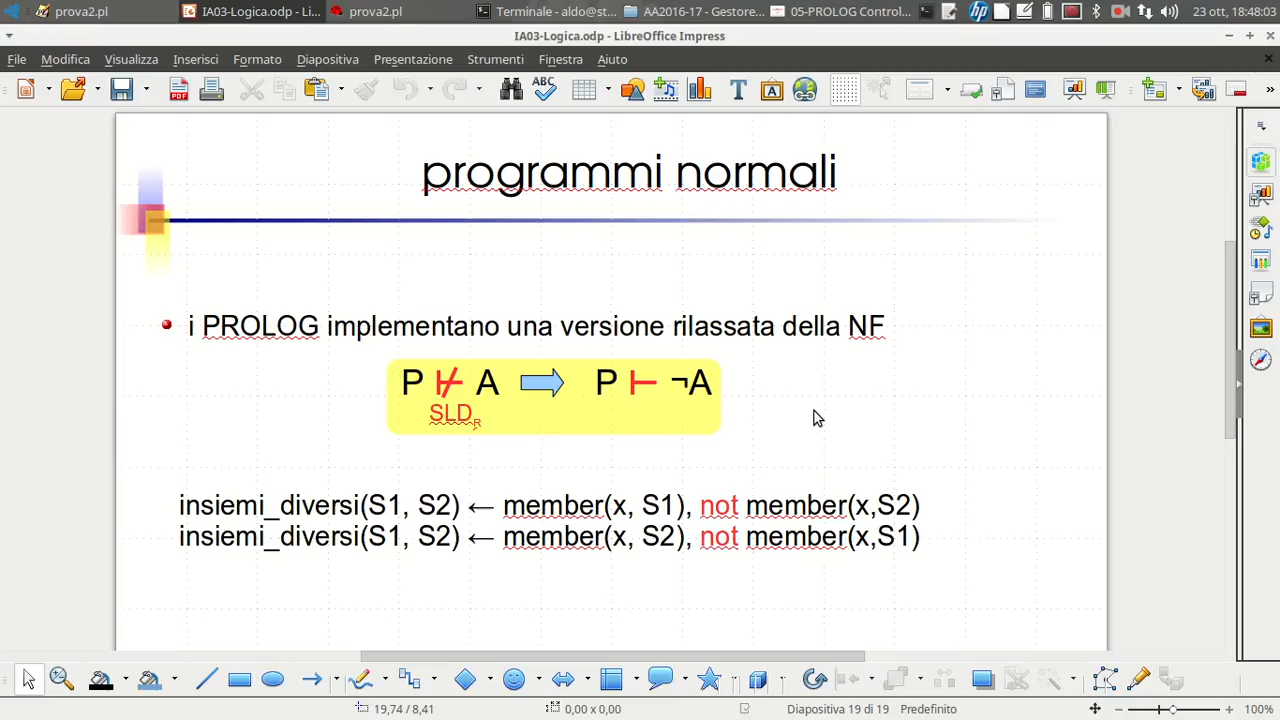 prova2.pl
IA03-Logica.odp - Li...
prova2.pl
Terminale - aldo@st...
AA2016-17 - Gestore...
05-PROLOG Control...
23 ott, 18:48:03
IA03-Logica.odp - LibreOffice Impress
File Modifica Visualizza Inserisci Formato Diapositiva Presentazione Strumenti Finestra Aiuto
programmi normali
i PROLOG implementano una versione rilassata della NF
P ⊬ A P ⊢ ¬A
SLDR
insiemi_diversi(S1, S2) ← member(x, S1), not member(x,S2)
insiemi_diversi(S1, S2) ← member(x, S2), not member(x,S1)
19,74 / 8,41 0,00 x 0,00 Diapositiva 19 di 19 Predefinito 100%